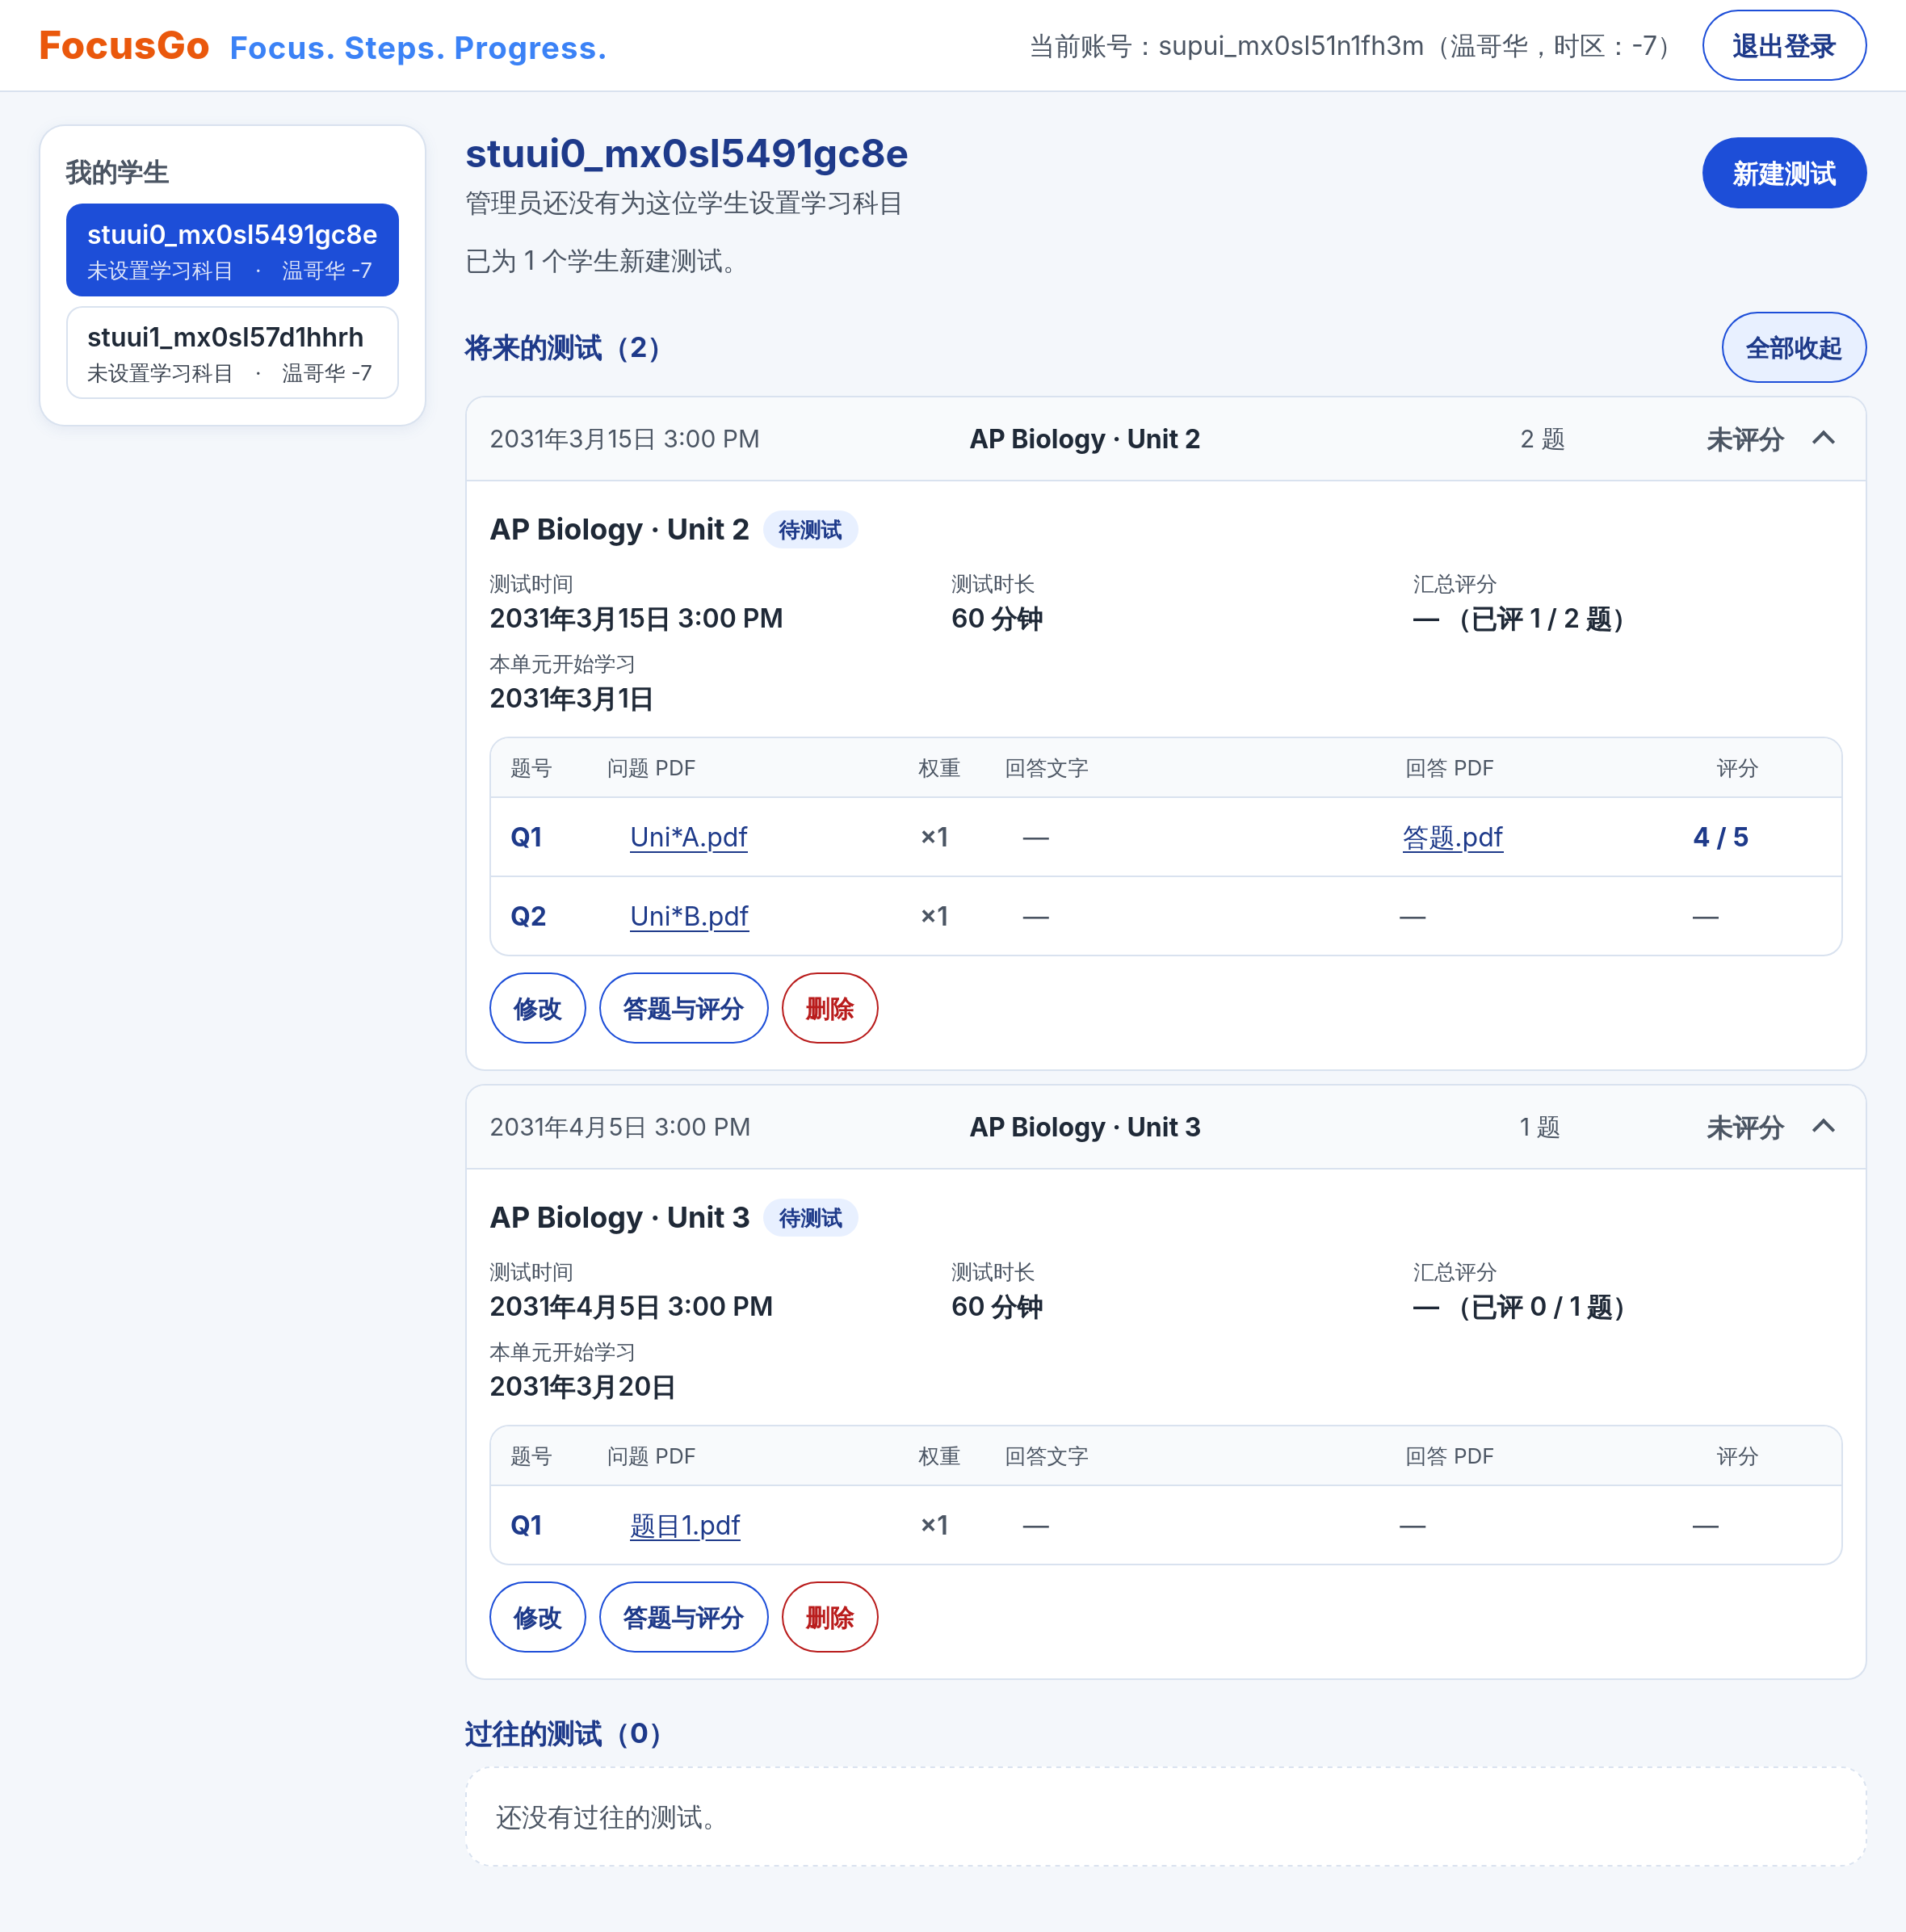 FocusGo Focus. Steps. Progress.
当前账号：supui_mx0sl51n1fh3m（温哥华，时区：-7）
退出登录
我的学生
stuui0_mx0sl5491gc8e
未设置学习科目 · 温哥华 -7
stuui1_mx0sl57d1hhrh
未设置学习科目 · 温哥华 -7
stuui0_mx0sl5491gc8e
管理员还没有为这位学生设置学习科目
新建测试
已为 1 个学生新建测试。
将来的测试（2）
全部收起
2031年3月15日 3:00 PM AP Biology · Unit 2 2 题 未评分
AP Biology · Unit 2 待测试
测试时间 测试时长 汇总评分
2031年3月15日 3:00 PM 60 分钟 — （已评 1 / 2 题）
本单元开始学习
2031年3月1日
题号 问题 PDF 权重 回答文字 回答 PDF 评分
Q1 Uni*A.pdf ×1 — 答题.pdf 4 / 5
Q2 Uni*B.pdf ×1 — — —
修改 答题与评分 删除
2031年4月5日 3:00 PM AP Biology · Unit 3 1 题 未评分
AP Biology · Unit 3 待测试
测试时间 测试时长 汇总评分
2031年4月5日 3:00 PM 60 分钟 — （已评 0 / 1 题）
本单元开始学习
2031年3月20日
题号 问题 PDF 权重 回答文字 回答 PDF 评分
Q1 题目1.pdf ×1 — — —
修改 答题与评分 删除
过往的测试（0）
还没有过往的测试。